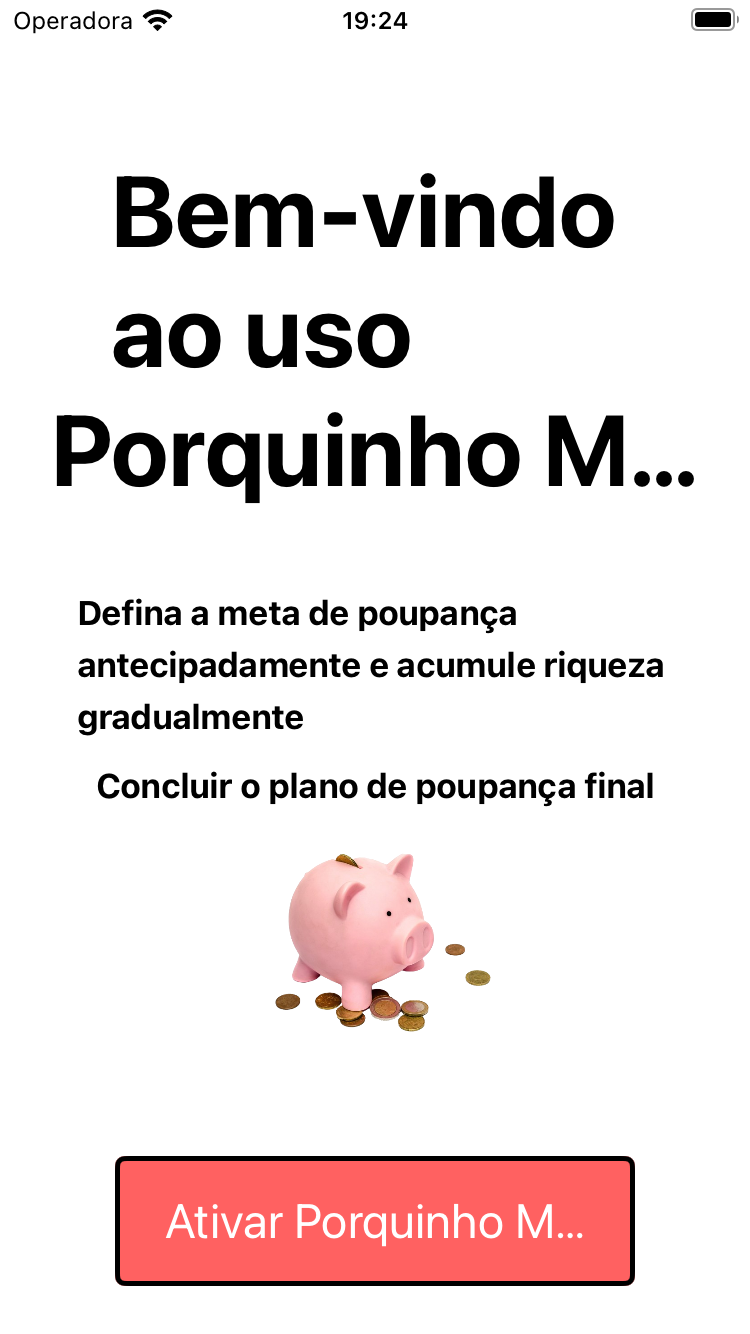 Operadora 19:24
Bem-vindo
ao uso
Porquinho M...
Defina a meta de poupança
antecipadamente e acumule riqueza
gradualmente
Concluir o plano de poupança final
Ativar Porquinho M...